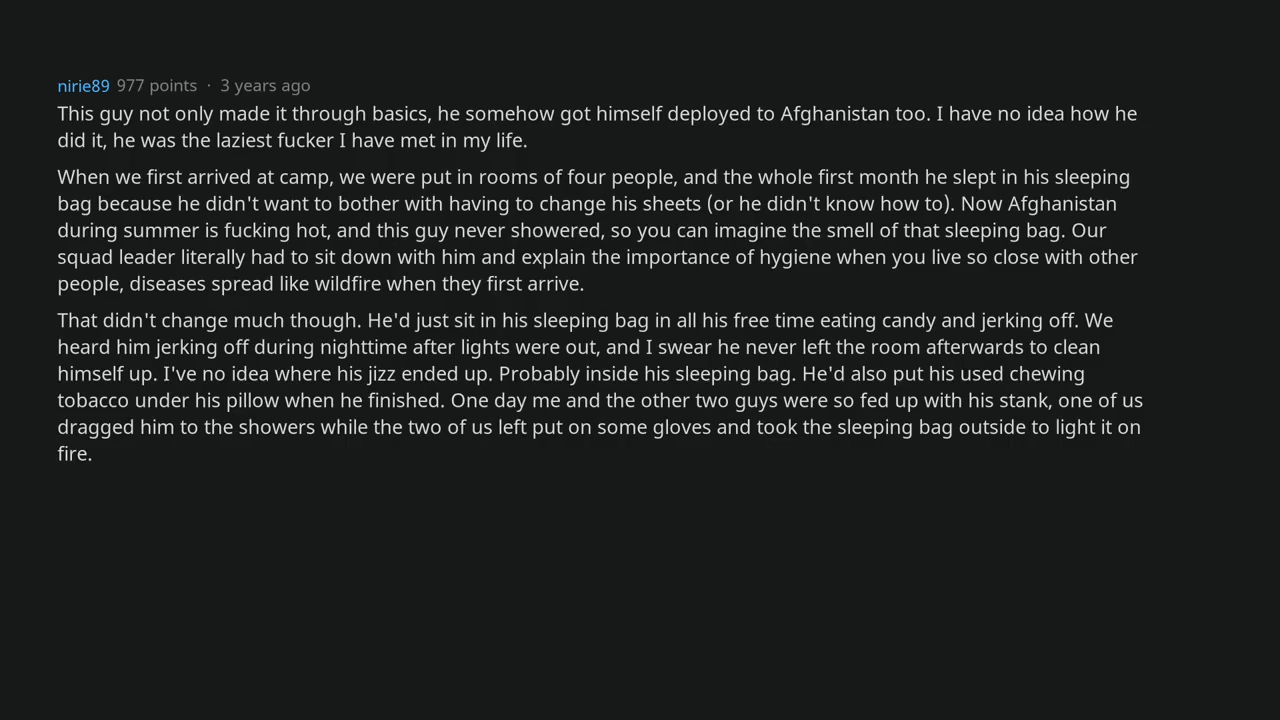 nirie89 977 points · 3 years ago
This guy not only made it through basics, he somehow got himself deployed to Afghanistan too. I have no idea how he
did it, he was the laziest fucker I have met in my life.
When we first arrived at camp, we were put in rooms of four people, and the whole first month he slept in his sleeping
bag because he didn't want to bother with having to change his sheets (or he didn't know how to). Now Afghanistan
during summer is fucking hot, and this guy never showered, so you can imagine the smell of that sleeping bag. Our
squad leader literally had to sit down with him and explain the importance of hygiene when you live so close with other
people, diseases spread like wildfire when they first arrive.
That didn't change much though. He'd just sit in his sleeping bag in all his free time eating candy and jerking off. We
heard him jerking off during nighttime after lights were out, and I swear he never left the room afterwards to clean
himself up. I've no idea where his jizz ended up. Probably inside his sleeping bag. He'd also put his used chewing
tobacco under his pillow when he finished. One day me and the other two guys were so fed up with his stank, one of us
dragged him to the showers while the two of us left put on some gloves and took the sleeping bag outside to light it on
fire.